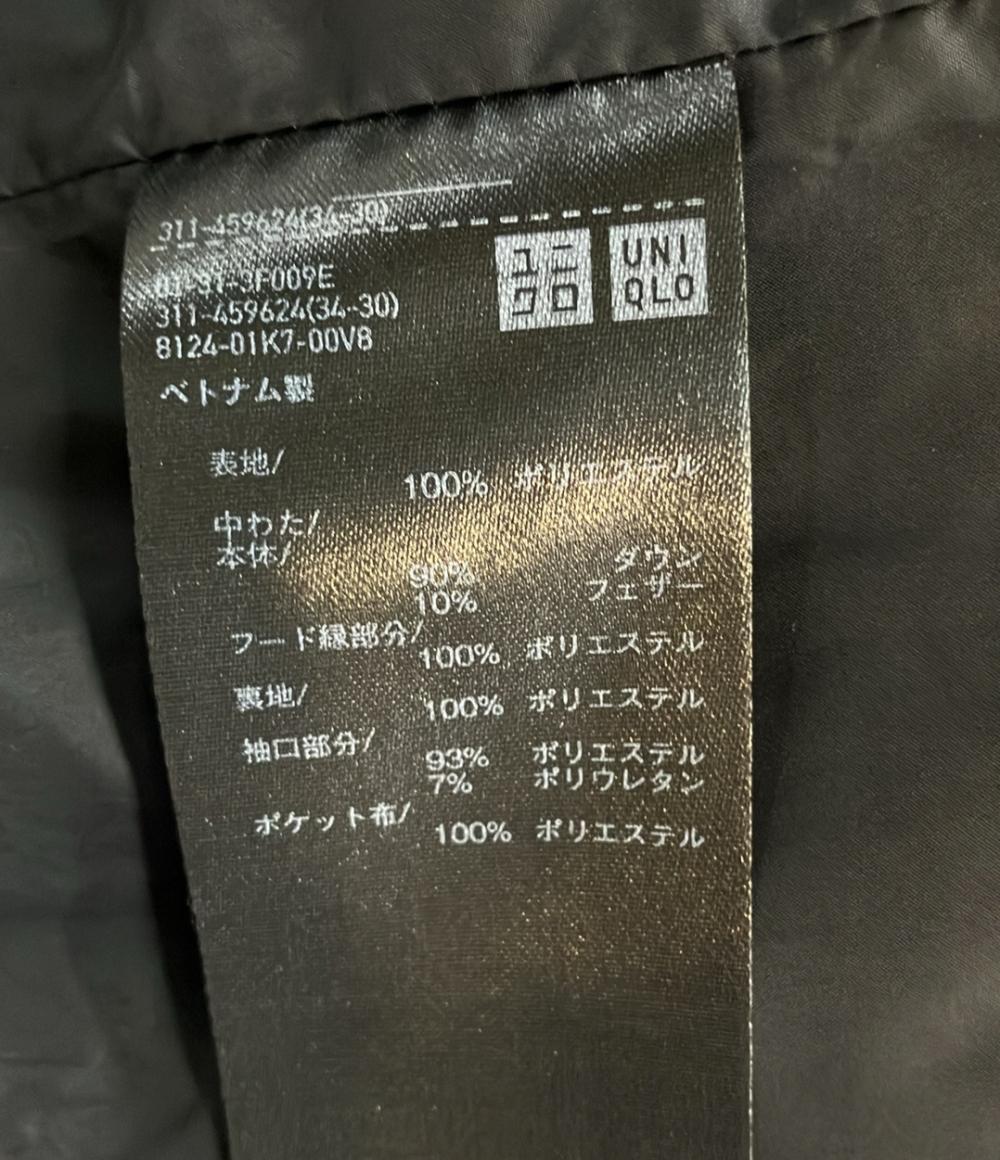 311-459624(34-30)
ユニクロ
UNIQLO
3F009E
311-459624(34-30)
8124-01K7-00V8
ベトナム製
表地/
100% ポリエステル
中わた/
本体/
90% ダウン
10% フェザー
フード縁部分/
100% ポリエステル
裏地/
100% ポリエステル
袖口部分/
93% ポリエステル
7% ポリウレタン
ポケット布/
100% ポリエステル